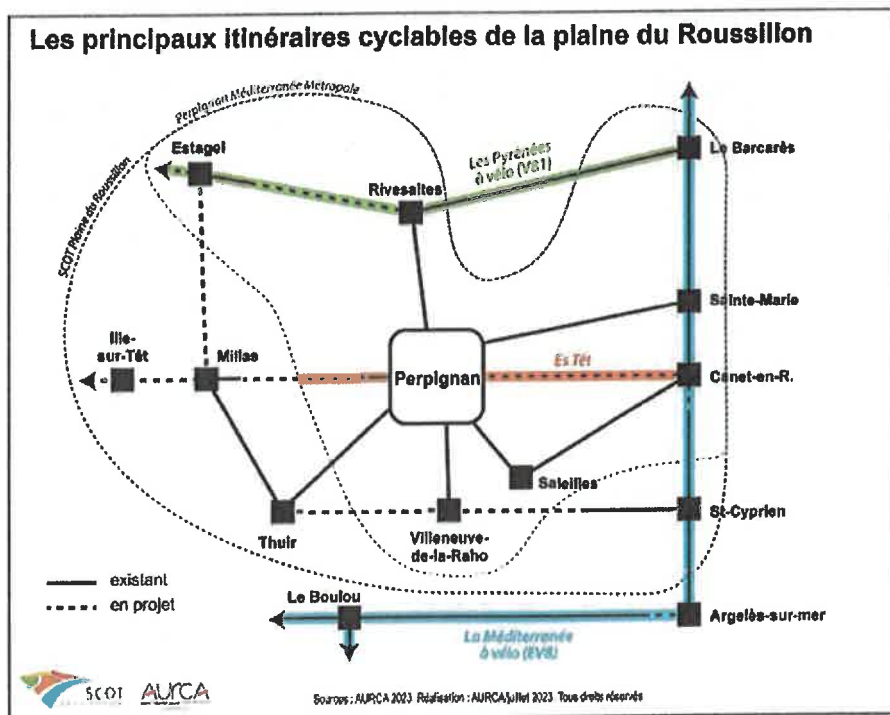 Les principaux itinéraires cyclables de la plaine du Roussillon
Perpignan Méditerranée Métropole
SCOT Plaine du Roussillon
Estagel
Rivesaltes
Les Pyrénées
à vélo (V81)
Le Barcarès
Sainte-Marie
Ille-
sur-Têt
Millas
Perpignan
Es Têt
Canet-en-R.
Saleilles
Thuir
Villeneuve-
de-la-Raho
St-Cyprien
existant
en projet
Le Boulou
La Méditerranée
à vélo (EV8)
Argelès-sur-mer
SCOT
AURCA
Sources : AURCA 2023 Réalisation : AURCA/juillet 2023 Tous droits réservés